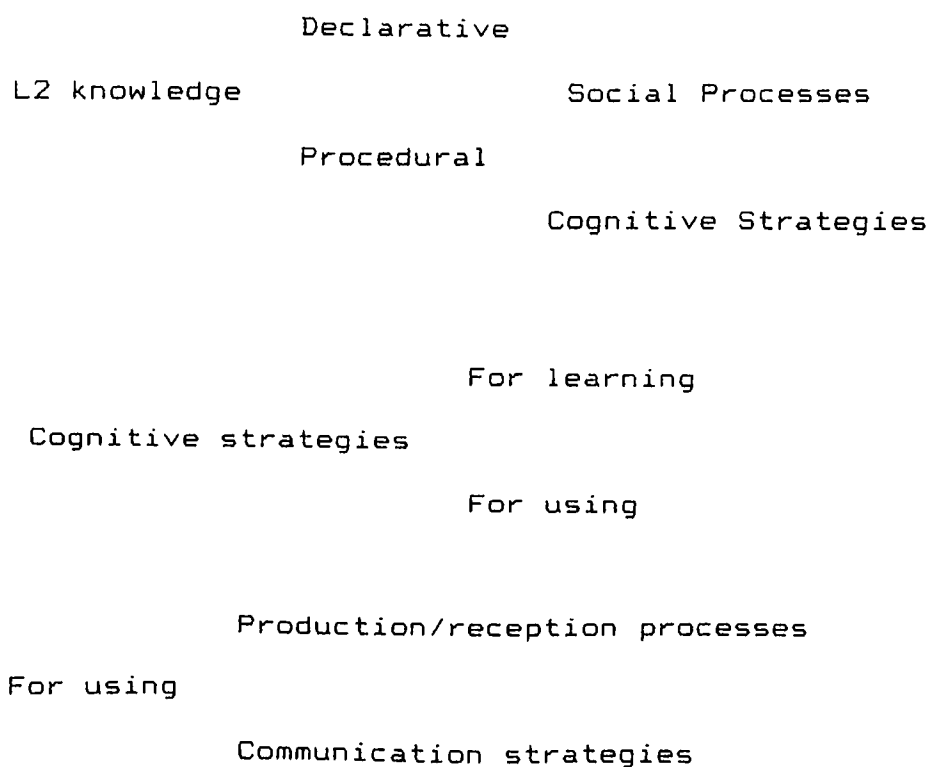 Declarative
L2 knowledge
Social Processes
Procedural
Cognitive Strategies
For learning
Cognitive strategies
For using
Production/reception processes
For using
Communication strategies